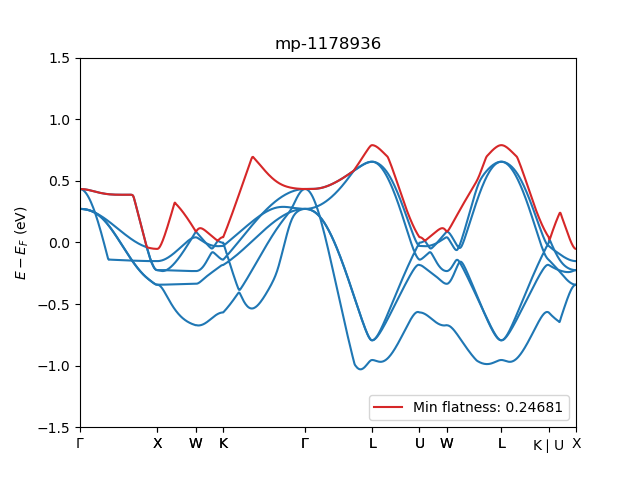 mp-1178936
E − E_F (eV)
1.5
1.0
0.5
0.0
−0.5
−1.0
−1.5
Min flatness: 0.24681
Γ X W K Γ L U W L K | U X